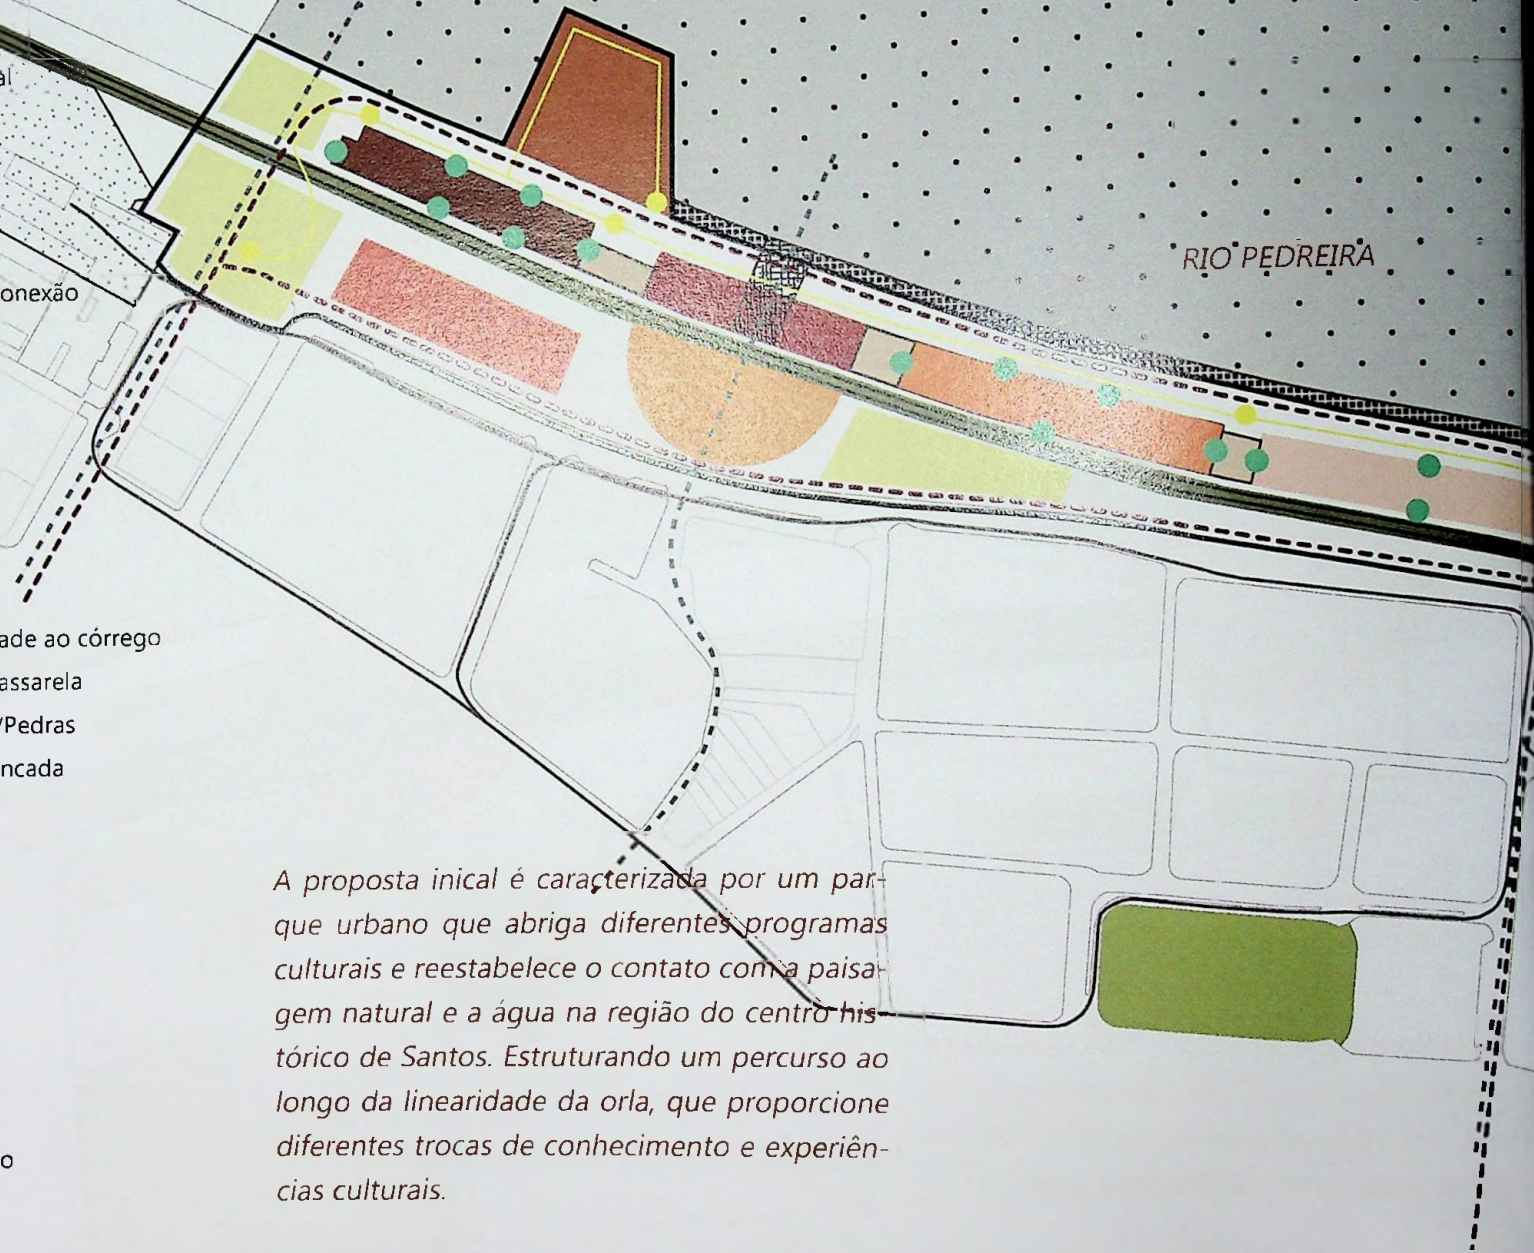 al
RIO PEDREIRA
onexão
ade ao córrego
assarela
/Pedras
ncada
A proposta inical é caracterizada por um par-
que urbano que abriga diferentes programas
culturais e reestabelece o contato com a paisa-
gem natural e a água na região do centro his-
tórico de Santos. Estruturando um percurso ao
longo da linearidade da orla, que proporcione
diferentes trocas de conhecimento e experiên-
cias culturais.
o